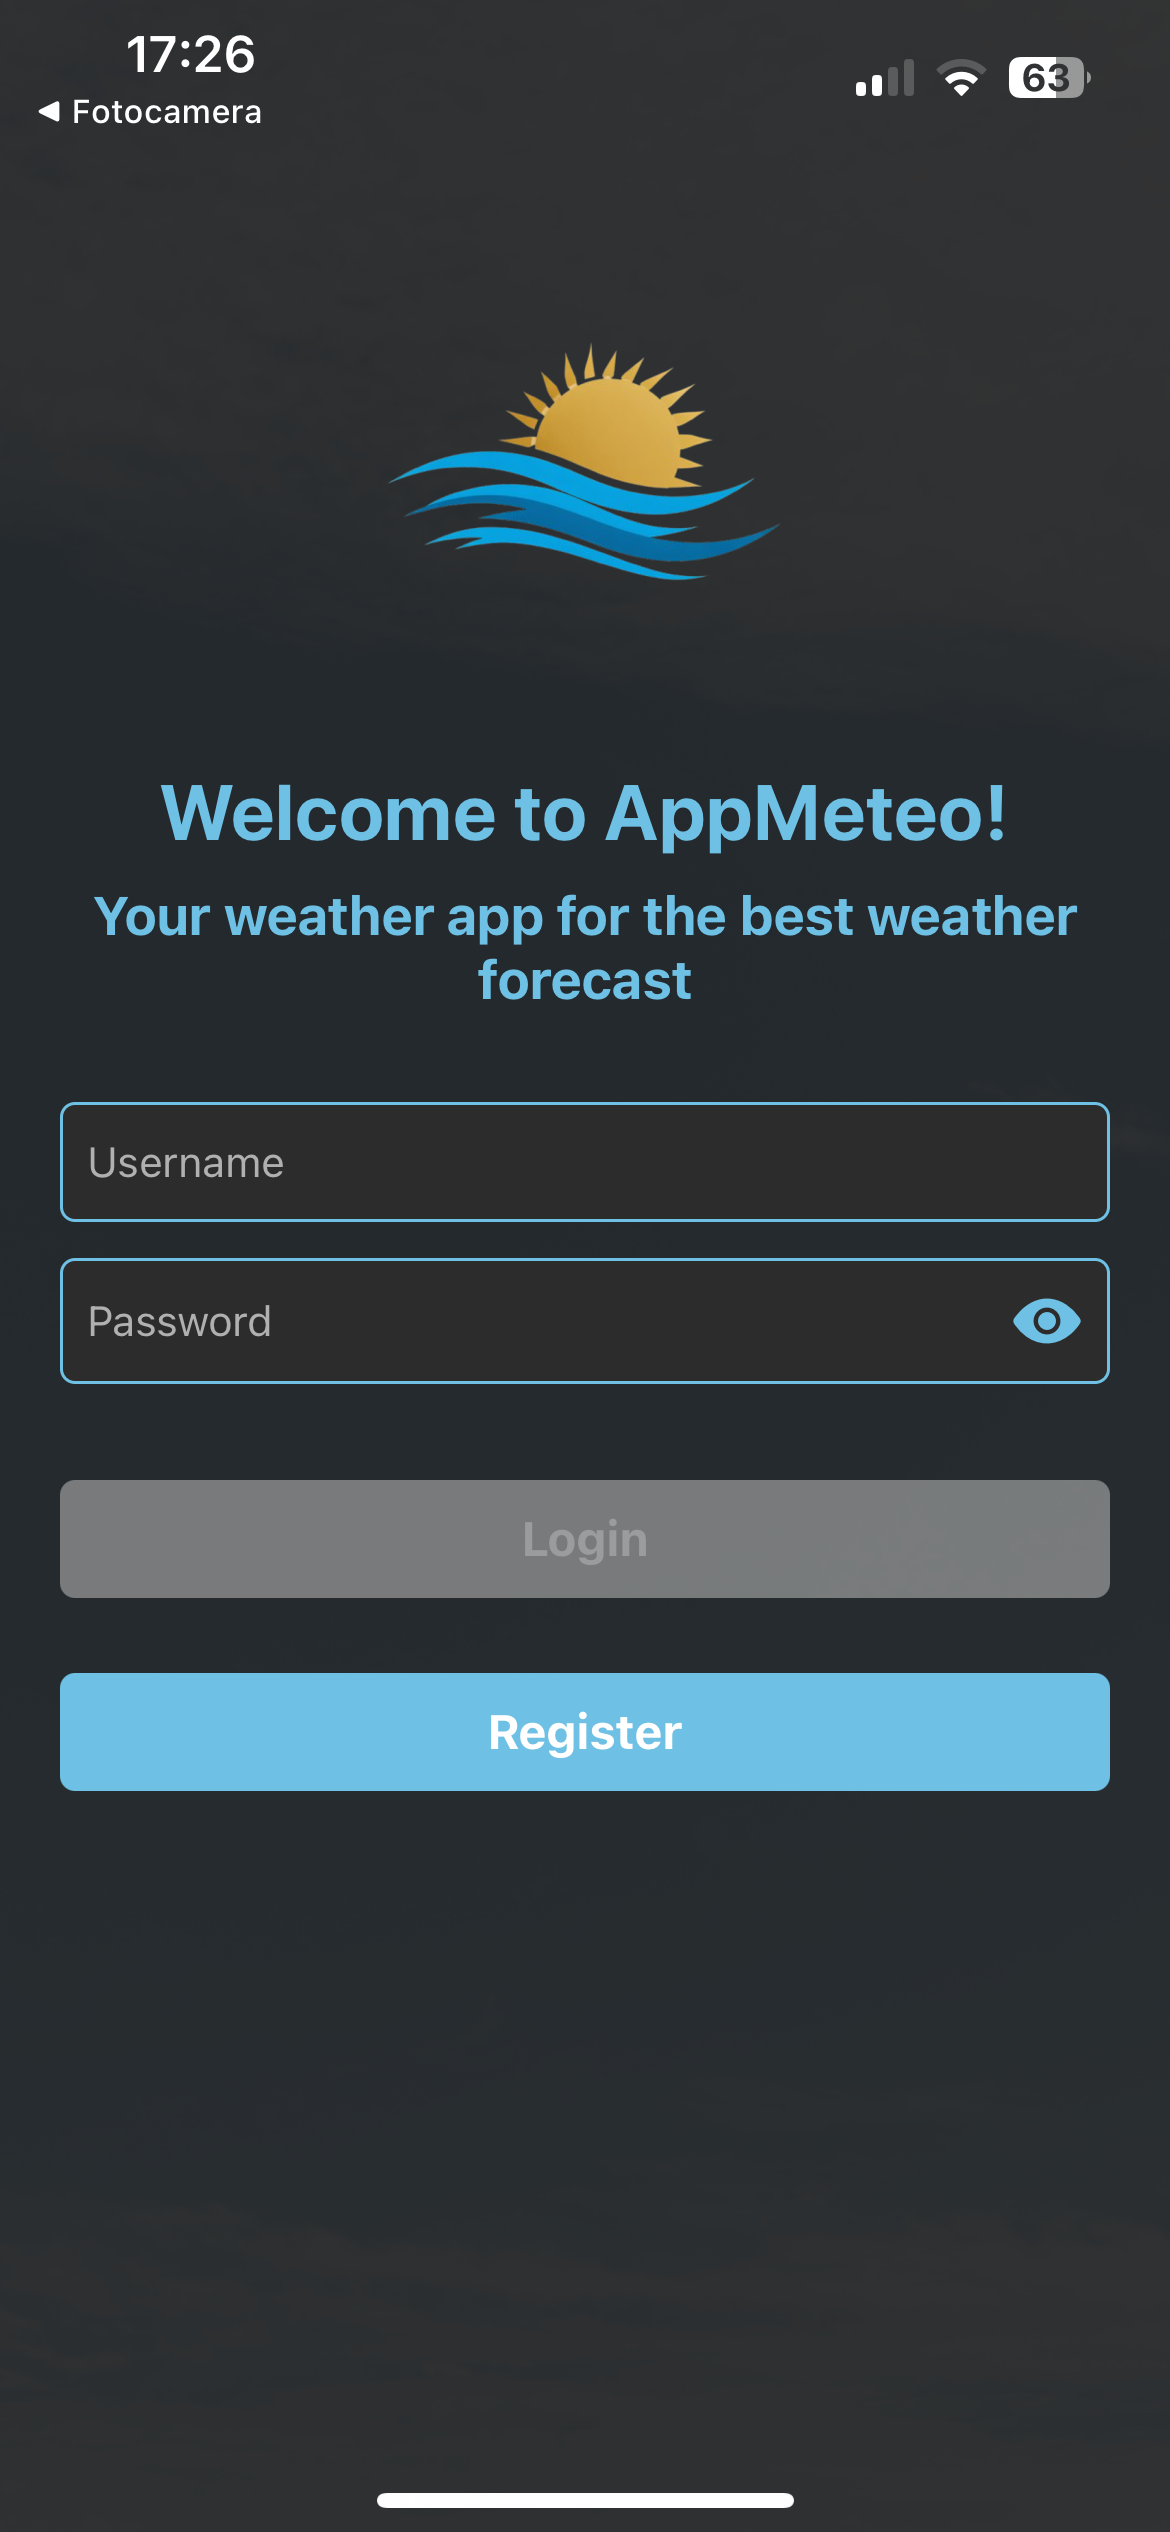 17:26
63
Fotocamera
Welcome to AppMeteo!
Your weather app for the best weather
forecast
Username
Password
Login
Register